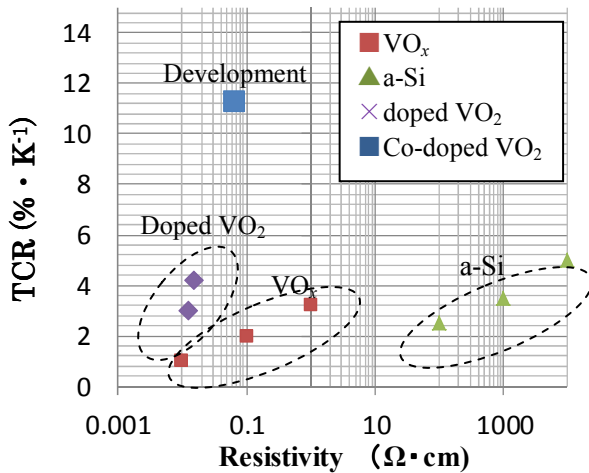 14
12
10
8
6
4
2
0
TCR (%・K-1)
0.001
0.1
10
1000
Resistivity （Ω・cm）
VOx
a-Si
doped VO2
Co-doped VO2
Development
Doped VO2
VOx
a-Si